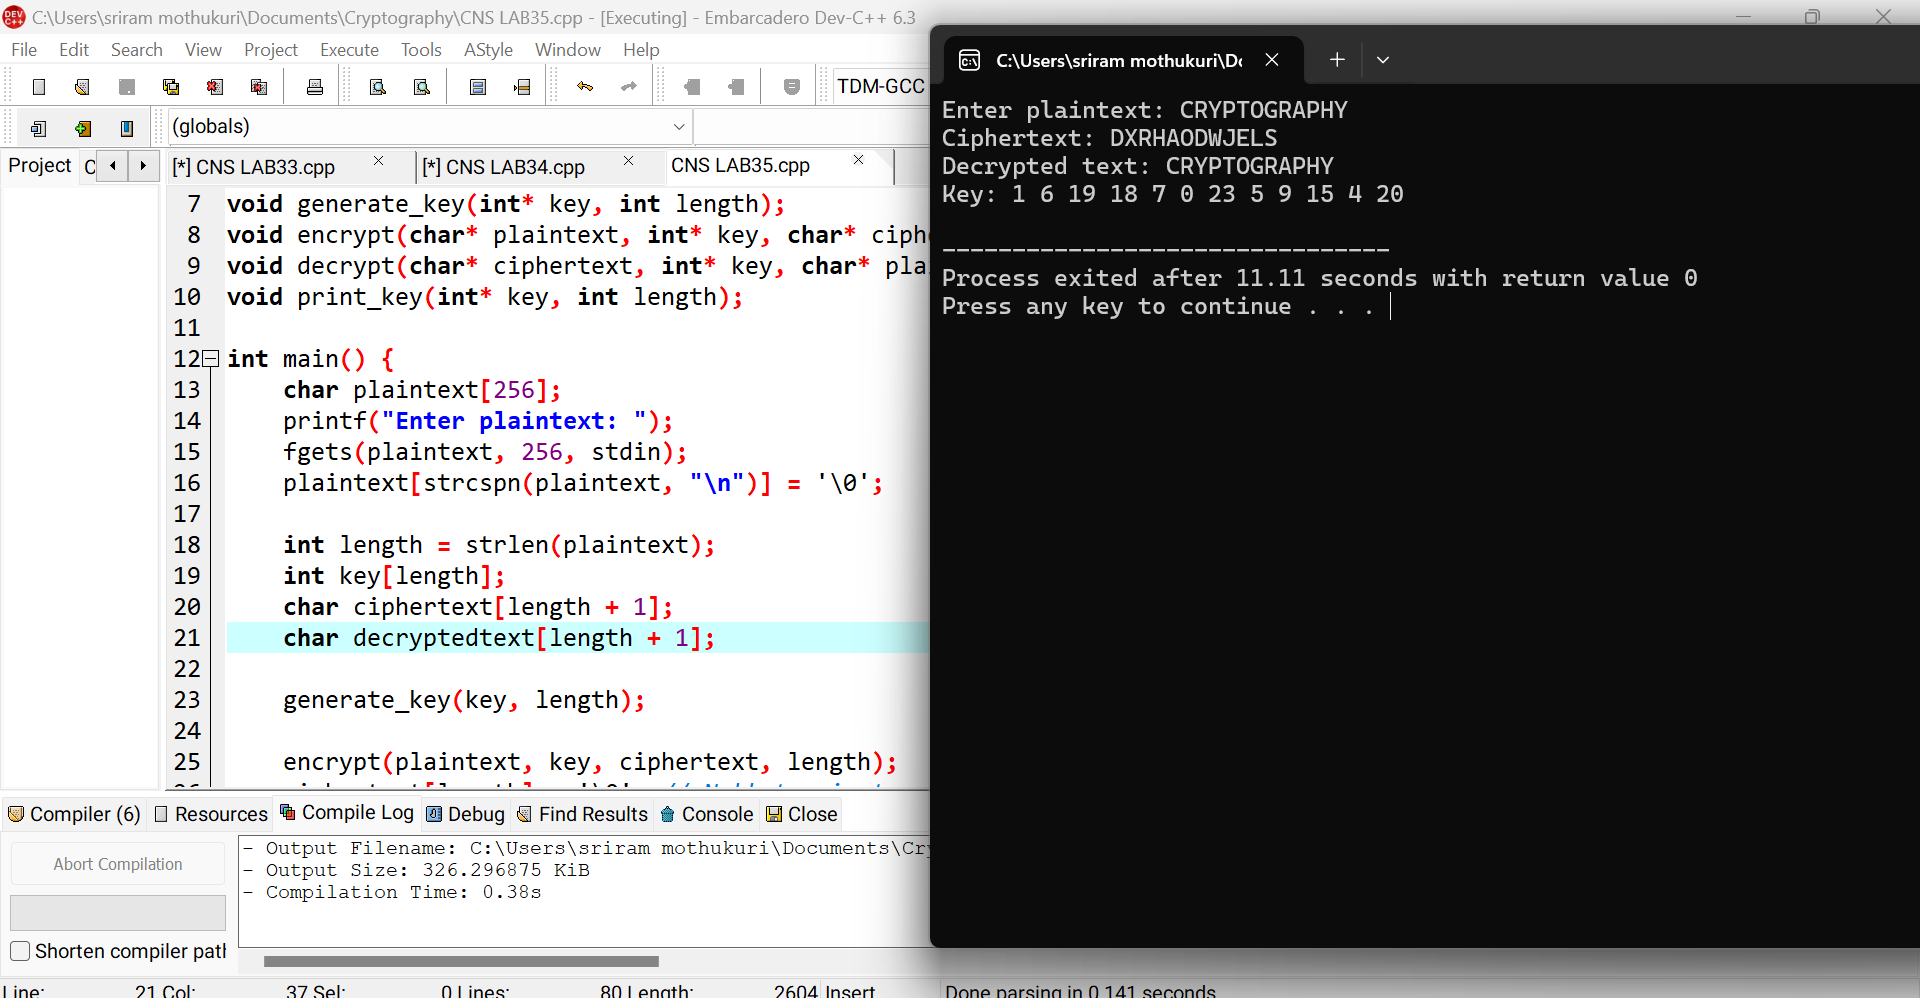 C:\Users\sriram mothukuri\Documents\Cryptography\CNS LAB35.cpp - [Executing] - Embarcadero Dev-C++ 6.3
File Edit Search View Project Execute Tools AStyle Window Help
TDM-GCC
(globals)
Project C
[*] CNS LAB33.cpp
[*] CNS LAB34.cpp
CNS LAB35.cpp
7 void generate_key(int* key, int length);
8 void encrypt(char* plaintext, int* key, char* ciph
9 void decrypt(char* ciphertext, int* key, char* pla
10 void print_key(int* key, int length);
11
12 int main() {
13 char plaintext[256];
14 printf("Enter plaintext: ");
15 fgets(plaintext, 256, stdin);
16 plaintext[strcspn(plaintext, "\n")] = '\0';
17
18 int length = strlen(plaintext);
19 int key[length];
20 char ciphertext[length + 1];
21 char decryptedtext[length + 1];
22
23 generate_key(key, length);
24
25 encrypt(plaintext, key, ciphertext, length);
Compiler (6) Resources Compile Log Debug Find Results Console Close
Abort Compilation
Shorten compiler path
- Output Filename: C:\Users\sriram mothukuri\Documents\Cry
- Output Size: 326.296875 KiB
- Compilation Time: 0.38s
Line: 21 Col: 37 Sel: 0 Lines: 80 Length: 2604 Insert Done parsing in 0.141 seconds
C:\Users\sriram mothukuri\Do
Enter plaintext: CRYPTOGRAPHY
Ciphertext: DXRHAODWJELS
Decrypted text: CRYPTOGRAPHY
Key: 1 6 19 18 7 0 23 5 9 15 4 20
--------------------------------
Process exited after 11.11 seconds with return value 0
Press any key to continue . . .